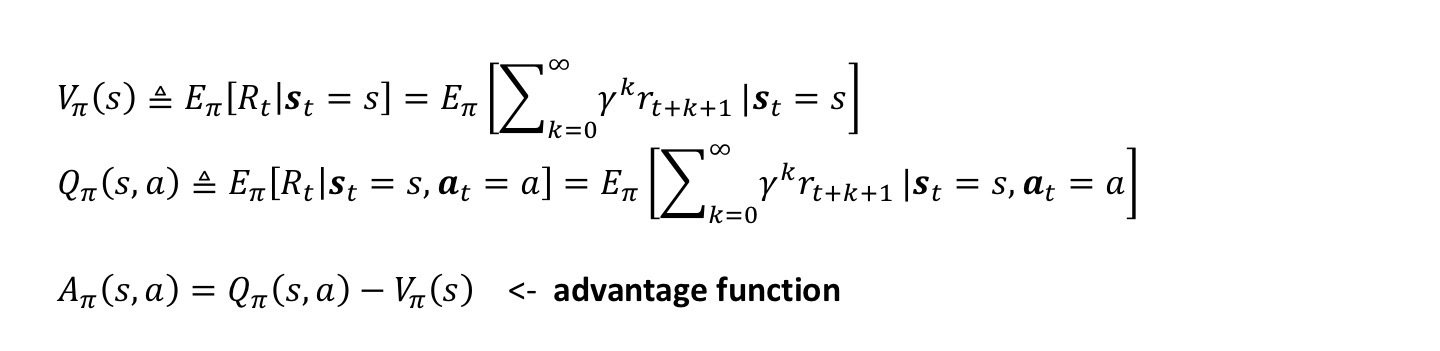 V_π(s) ≜ E_π[R_t|s_t = s] = E_π[∑_{k=0}^{∞} γ^k r_{t+k+1} |s_t = s]
Q_π(s, a) ≜ E_π[R_t|s_t = s, a_t = a] = E_π[∑_{k=0}^{∞} γ^k r_{t+k+1} |s_t = s, a_t = a]
A_π(s, a) = Q_π(s, a) − V_π(s) <- advantage function